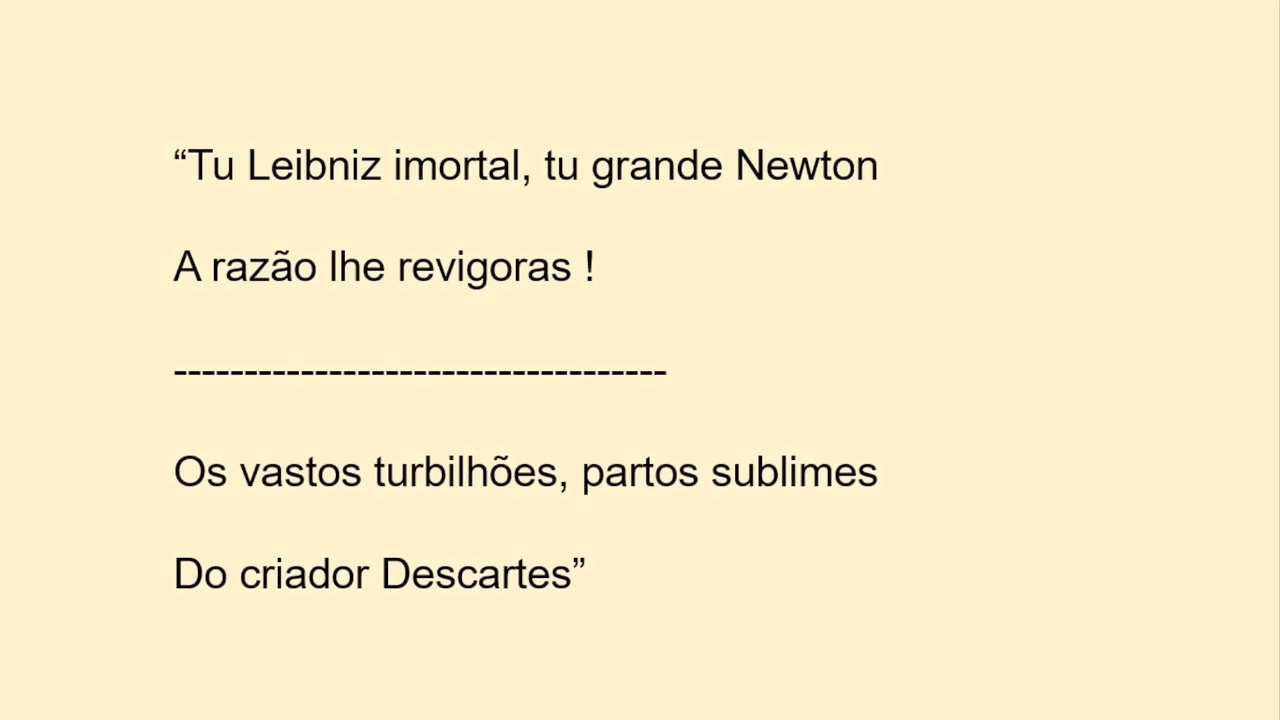 “Tu Leibniz imortal, tu grande Newton
A razão lhe revigoras !
-----------------------------------
Os vastos turbilhões, partos sublimes
Do criador Descartes”